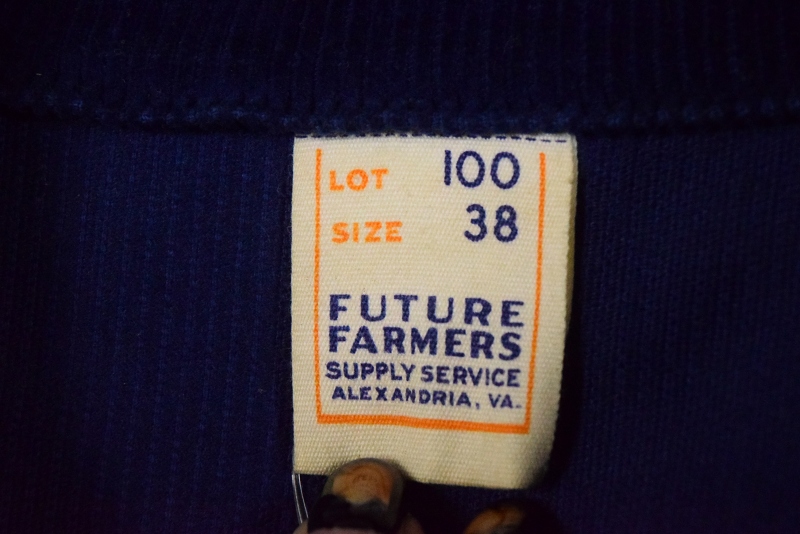 LOT 100
SIZE 38
FUTURE
FARMERS
SUPPLY SERVICE
ALEXANDRIA, VA.